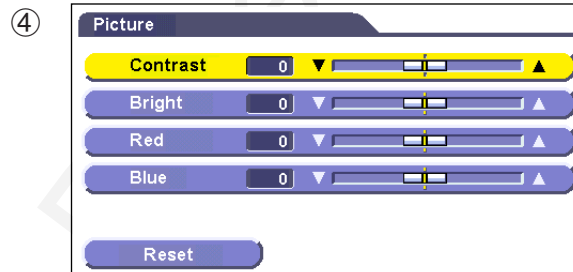 ④
Picture
Contrast 0 ▼ ▲
Bright 0 ▼ ▲
Red 0 ▼ ▲
Blue 0 ▼ ▲
Reset